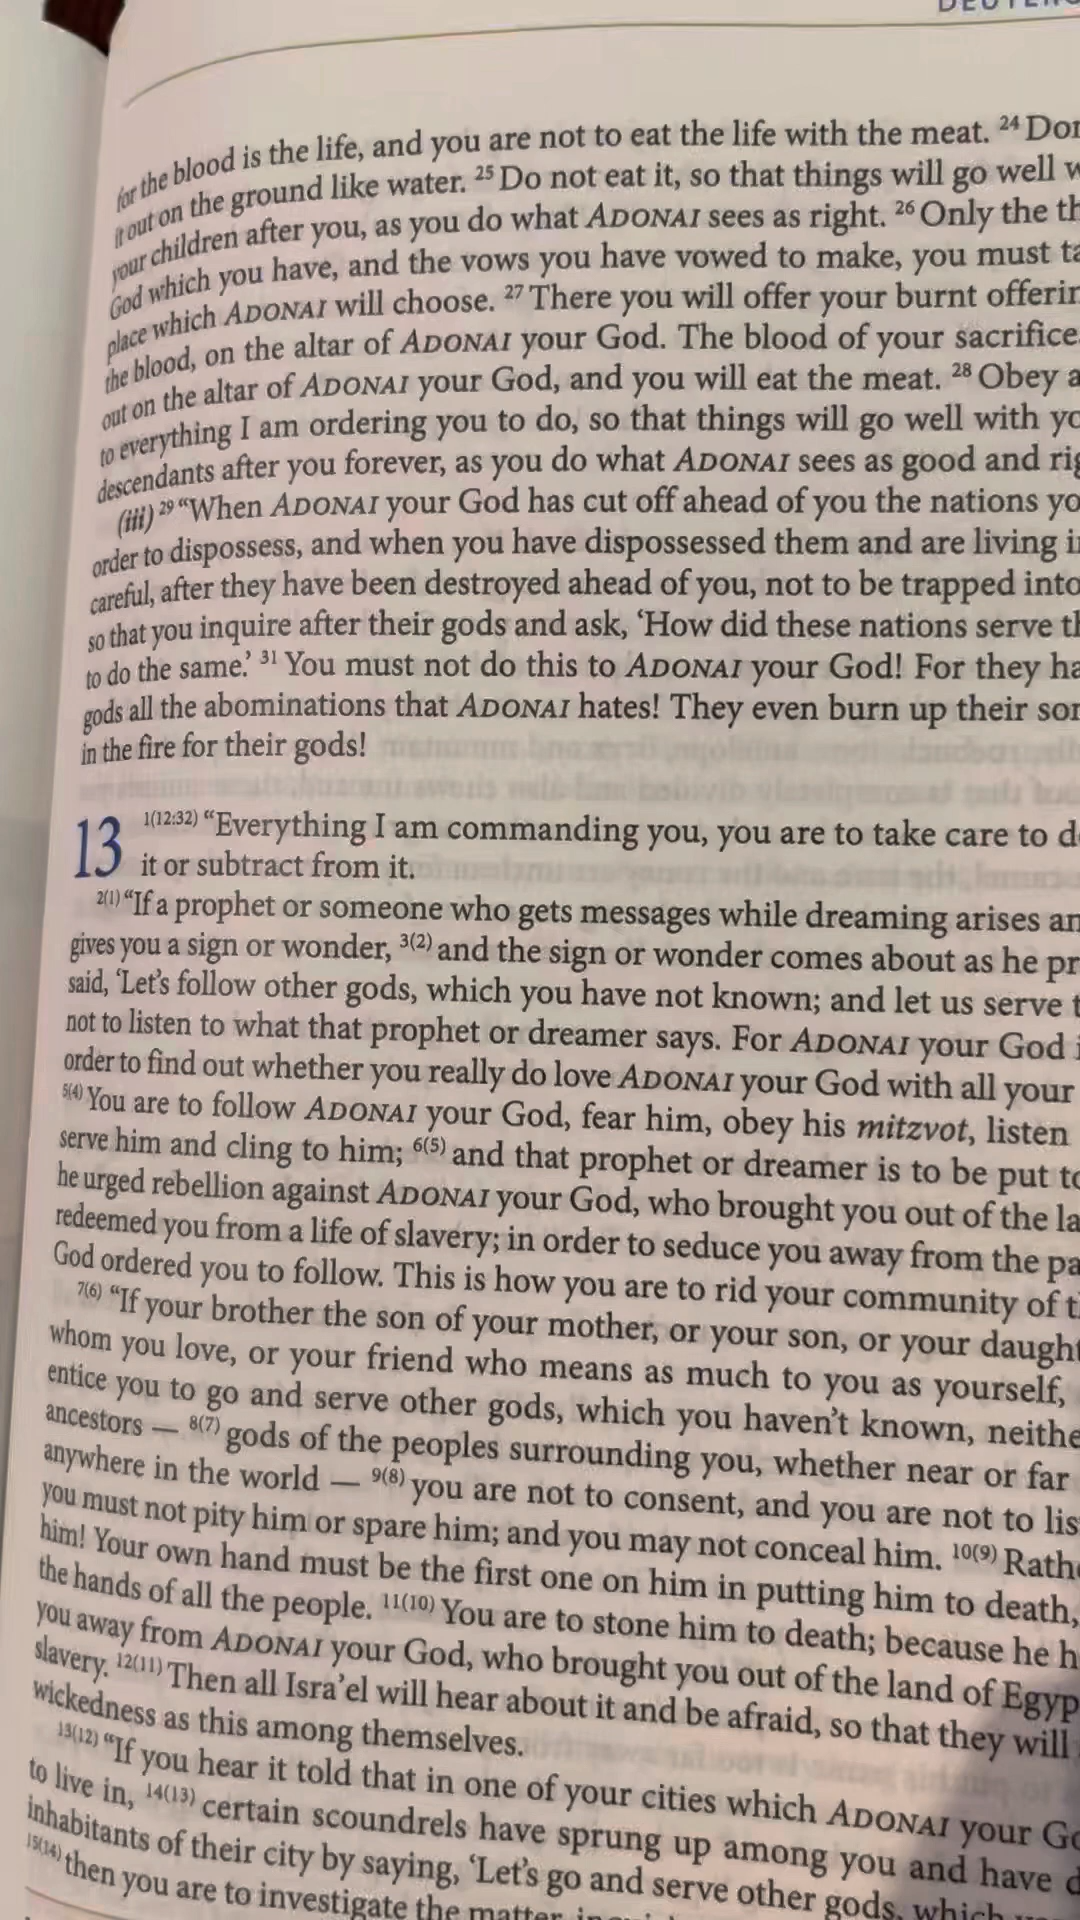 DEUTERO
for the blood is the life, and you are not to eat the life with the meat. 24 Don
it out on the ground like water. 25 Do not eat it, so that things will go well w
your children after you, as you do what ADONAI sees as right. 26 Only the th
God which you have, and the vows you have vowed to make, you must ta
place which ADONAI will choose. 27 There you will offer your burnt offerin
the blood, on the altar of ADONAI your God. The blood of your sacrifice
out on the altar of ADONAI your God, and you will eat the meat. 28 Obey a
to everything I am ordering you to do, so that things will go well with yo
descendants after you forever, as you do what ADONAI sees as good and rig
(iii) 29 “When ADONAI your God has cut off ahead of you the nations yo
order to dispossess, and when you have dispossessed them and are living i
careful, after they have been destroyed ahead of you, not to be trapped into
so that you inquire after their gods and ask, ‘How did these nations serve th
to do the same.’ 31 You must not do this to ADONAI your God! For they ha
gods all the abominations that ADONAI hates! They even burn up their son
in the fire for their gods!
13 1(12:32) “Everything I am commanding you, you are to take care to d
it or subtract from it.
2(1) “If a prophet or someone who gets messages while dreaming arises an
gives you a sign or wonder, 3(2) and the sign or wonder comes about as he pr
said, ‘Let’s follow other gods, which you have not known; and let us serve t
not to listen to what that prophet or dreamer says. For ADONAI your God i
order to find out whether you really do love ADONAI your God with all your
5(4) You are to follow ADONAI your God, fear him, obey his mitzvot, listen
serve him and cling to him; 6(5) and that prophet or dreamer is to be put to
he urged rebellion against ADONAI your God, who brought you out of the la
redeemed you from a life of slavery; in order to seduce you away from the pa
God ordered you to follow. This is how you are to rid your community of t
7(6) “If your brother the son of your mother, or your son, or your daught
whom you love, or your friend who means as much to you as yourself,
entice you to go and serve other gods, which you haven’t known, neithe
ancestors — 8(7) gods of the peoples surrounding you, whether near or far
anywhere in the world — 9(8) you are not to consent, and you are not to lis
you must not pity him or spare him; and you may not conceal him. 10(9) Rathe
him! Your own hand must be the first one on him in putting him to death,
the hands of all the people. 11(10) You are to stone him to death; because he h
you away from ADONAI your God, who brought you out of the land of Egyp
slavery. 12(11) Then all Isra’el will hear about it and be afraid, so that they will
wickedness as this among themselves.
13(12) “If you hear it told that in one of your cities which ADONAI your Go
to live in, 14(13) certain scoundrels have sprung up among you and have d
inhabitants of their city by saying, ‘Let’s go and serve other gods, which
15(14) then you are to investigate the matter